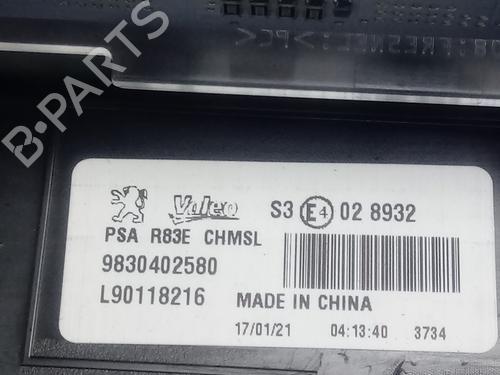 >PC<
B-PARTS
Valeo S3 E4 02 8932
PSA R83E CHMSL
9830402580
L90118216 MADE IN CHINA
17/01/21 04:13:40 3734